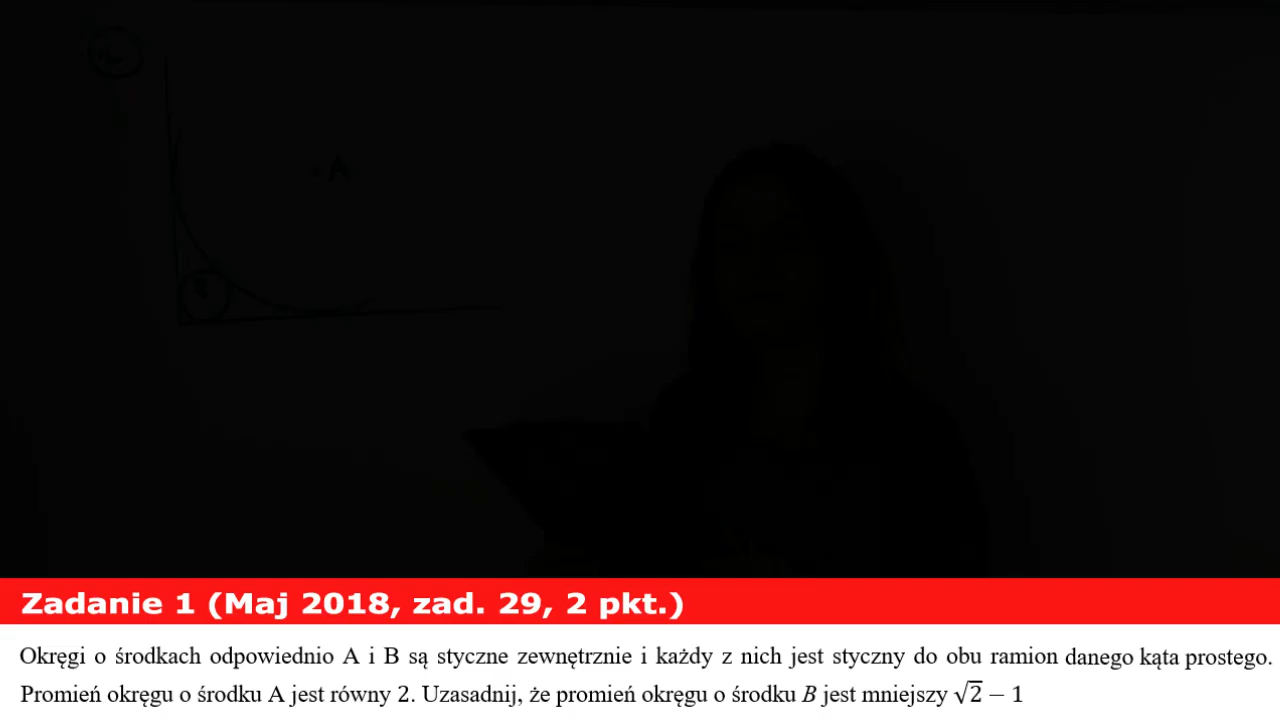 A
Zadanie 1 (Maj 2018, zad. 29, 2 pkt.)
Okręgi o środkach odpowiednio A i B są styczne zewnętrznie i każdy z nich jest styczny do obu ramion danego kąta prostego.
Promień okręgu o środku A jest równy 2. Uzasadnij, że promień okręgu o środku B jest mniejszy √2 − 1